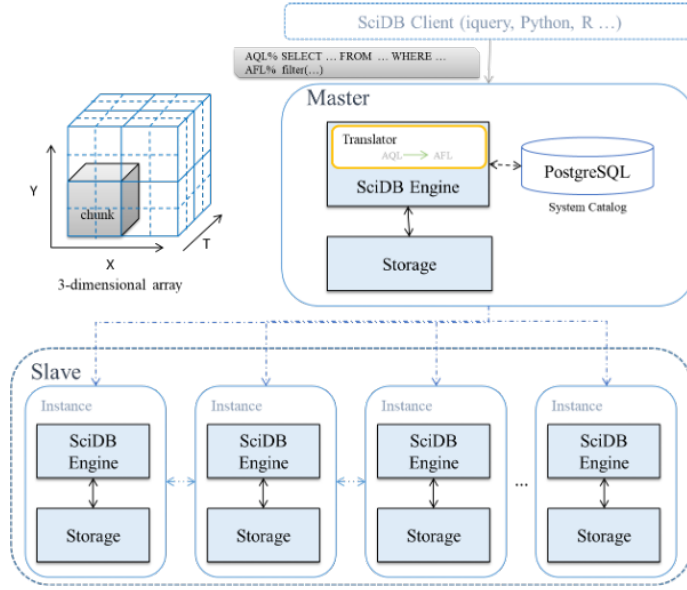 SciDB Client (iquery, Python, R ...)
AQL% SELECT ... FROM ... WHERE ...
AFL% filter(...)
Master
Translator
AQL AFL
SciDB Engine
PostgreSQL
System Catalog
Storage
Y
chunk
T
X
3-dimensional array
Slave
Instance
SciDB
Engine
Storage
Instance
SciDB
Engine
Storage
Instance
SciDB
Engine
Storage
...
Instance
SciDB
Engine
Storage